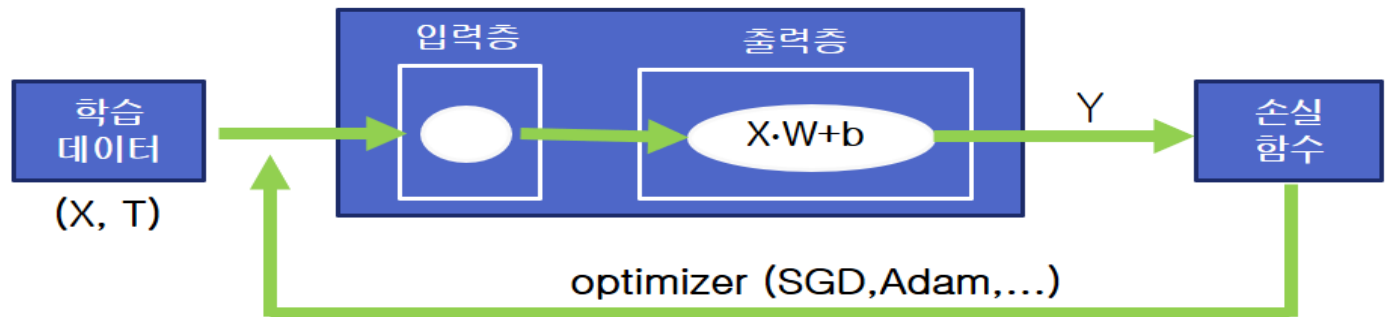 입력층
출력층
학습
데이터
(X, T)
X·W+b
Y
손실
함수
optimizer (SGD,Adam,...)